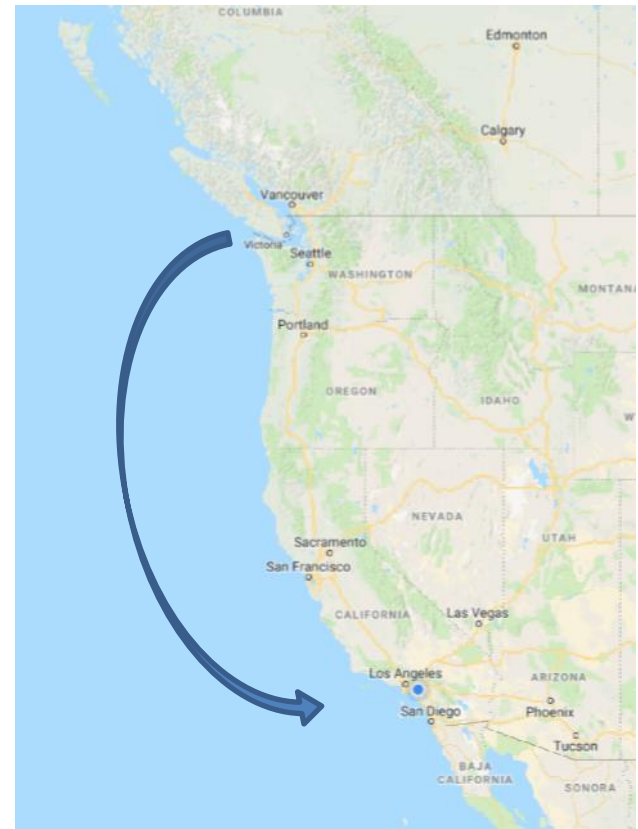 COLUMBIA
Edmonton
Calgary
Vancouver
Victoria
Seattle
WASHINGTON
MONTANA
Portland
OREGON
IDAHO
W
NEVADA
UTAH
Sacramento
San Francisco
CALIFORNIA
Las Vegas
Los Angeles
ARIZONA
San Diego
Phoenix
Tucson
BAJA
CALIFORNIA
SONORA